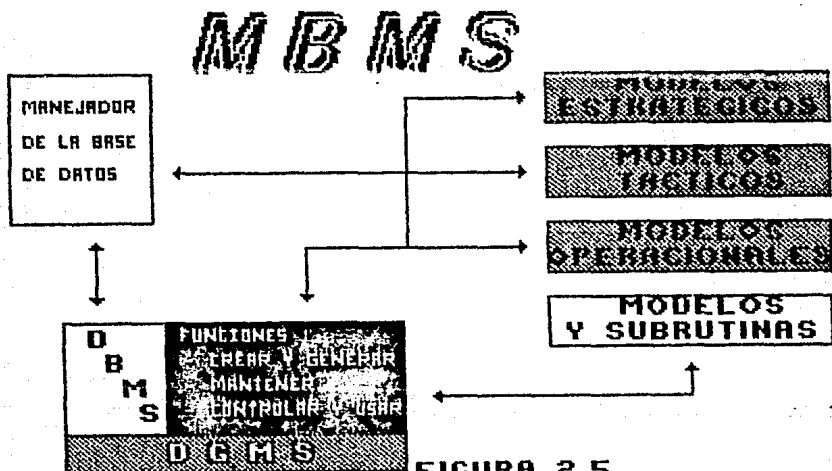 MBMS
MANEJADOR
DE LA BASE
DE DATOS
MODELOS
ESTRATEGICOS
MODELOS
TACTICOS
MODELOS
OPERACIONALES
MODELOS
Y SUBRUTINAS
DBMS
FUNCIONES
CREAR Y GENERAR
MANTENER
CONTROLAR Y USAR
DGMS
FIGURA 2.5